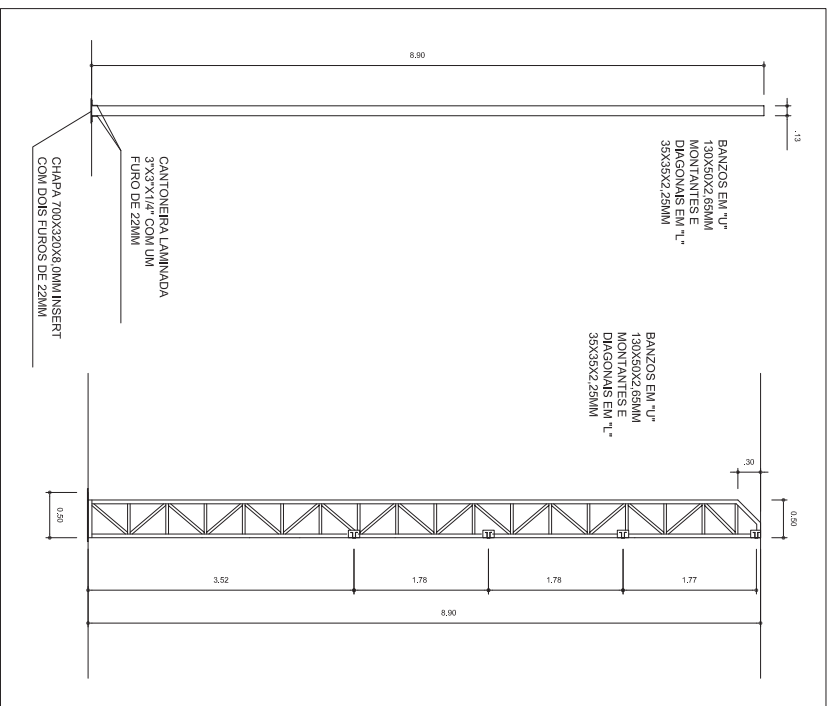 8.90
.13
BANZOS EM "U"
130X50X2,65MM
MONTANTES E
DIAGONAIS EM "L"
35X35X2,25MM
CANTONEIRA LAMINADA
3"X3"X1/4" COM UM
FURO DE 22MM
CHAPA 700X320X8,0MM INSERT
COM DOIS FUROS DE 22MM
BANZOS EM "U"
130X50X2,65MM
MONTANTES E
DIAGONAIS EM "L"
35X35X2,25MM
.30
0.50
0.50
3.52
1.78
1.78
1.77
8.90